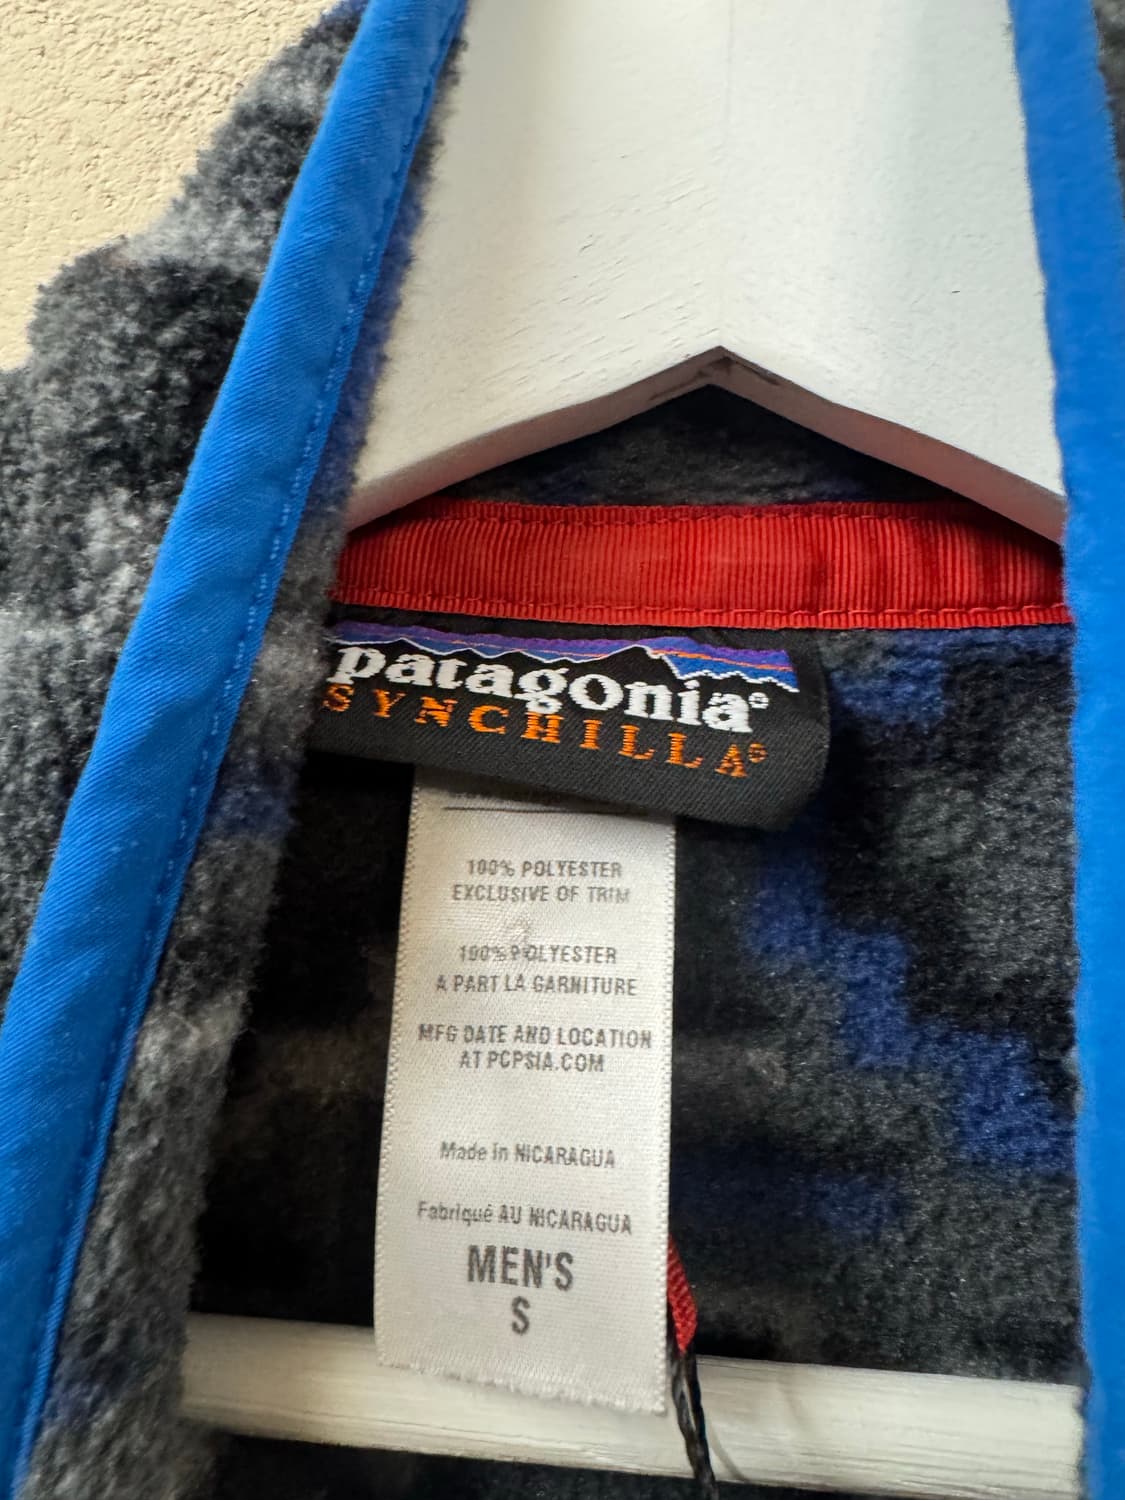 patagonia®
SYNCHILLA®
100% POLYESTER
EXCLUSIVE OF TRIM
100% POLYESTER
À PART LA GARNITURE
MFG DATE AND LOCATION
AT PCPSIA.COM
Made in NICARAGUA
Fabriqué AU NICARAGUA
MEN'S
S